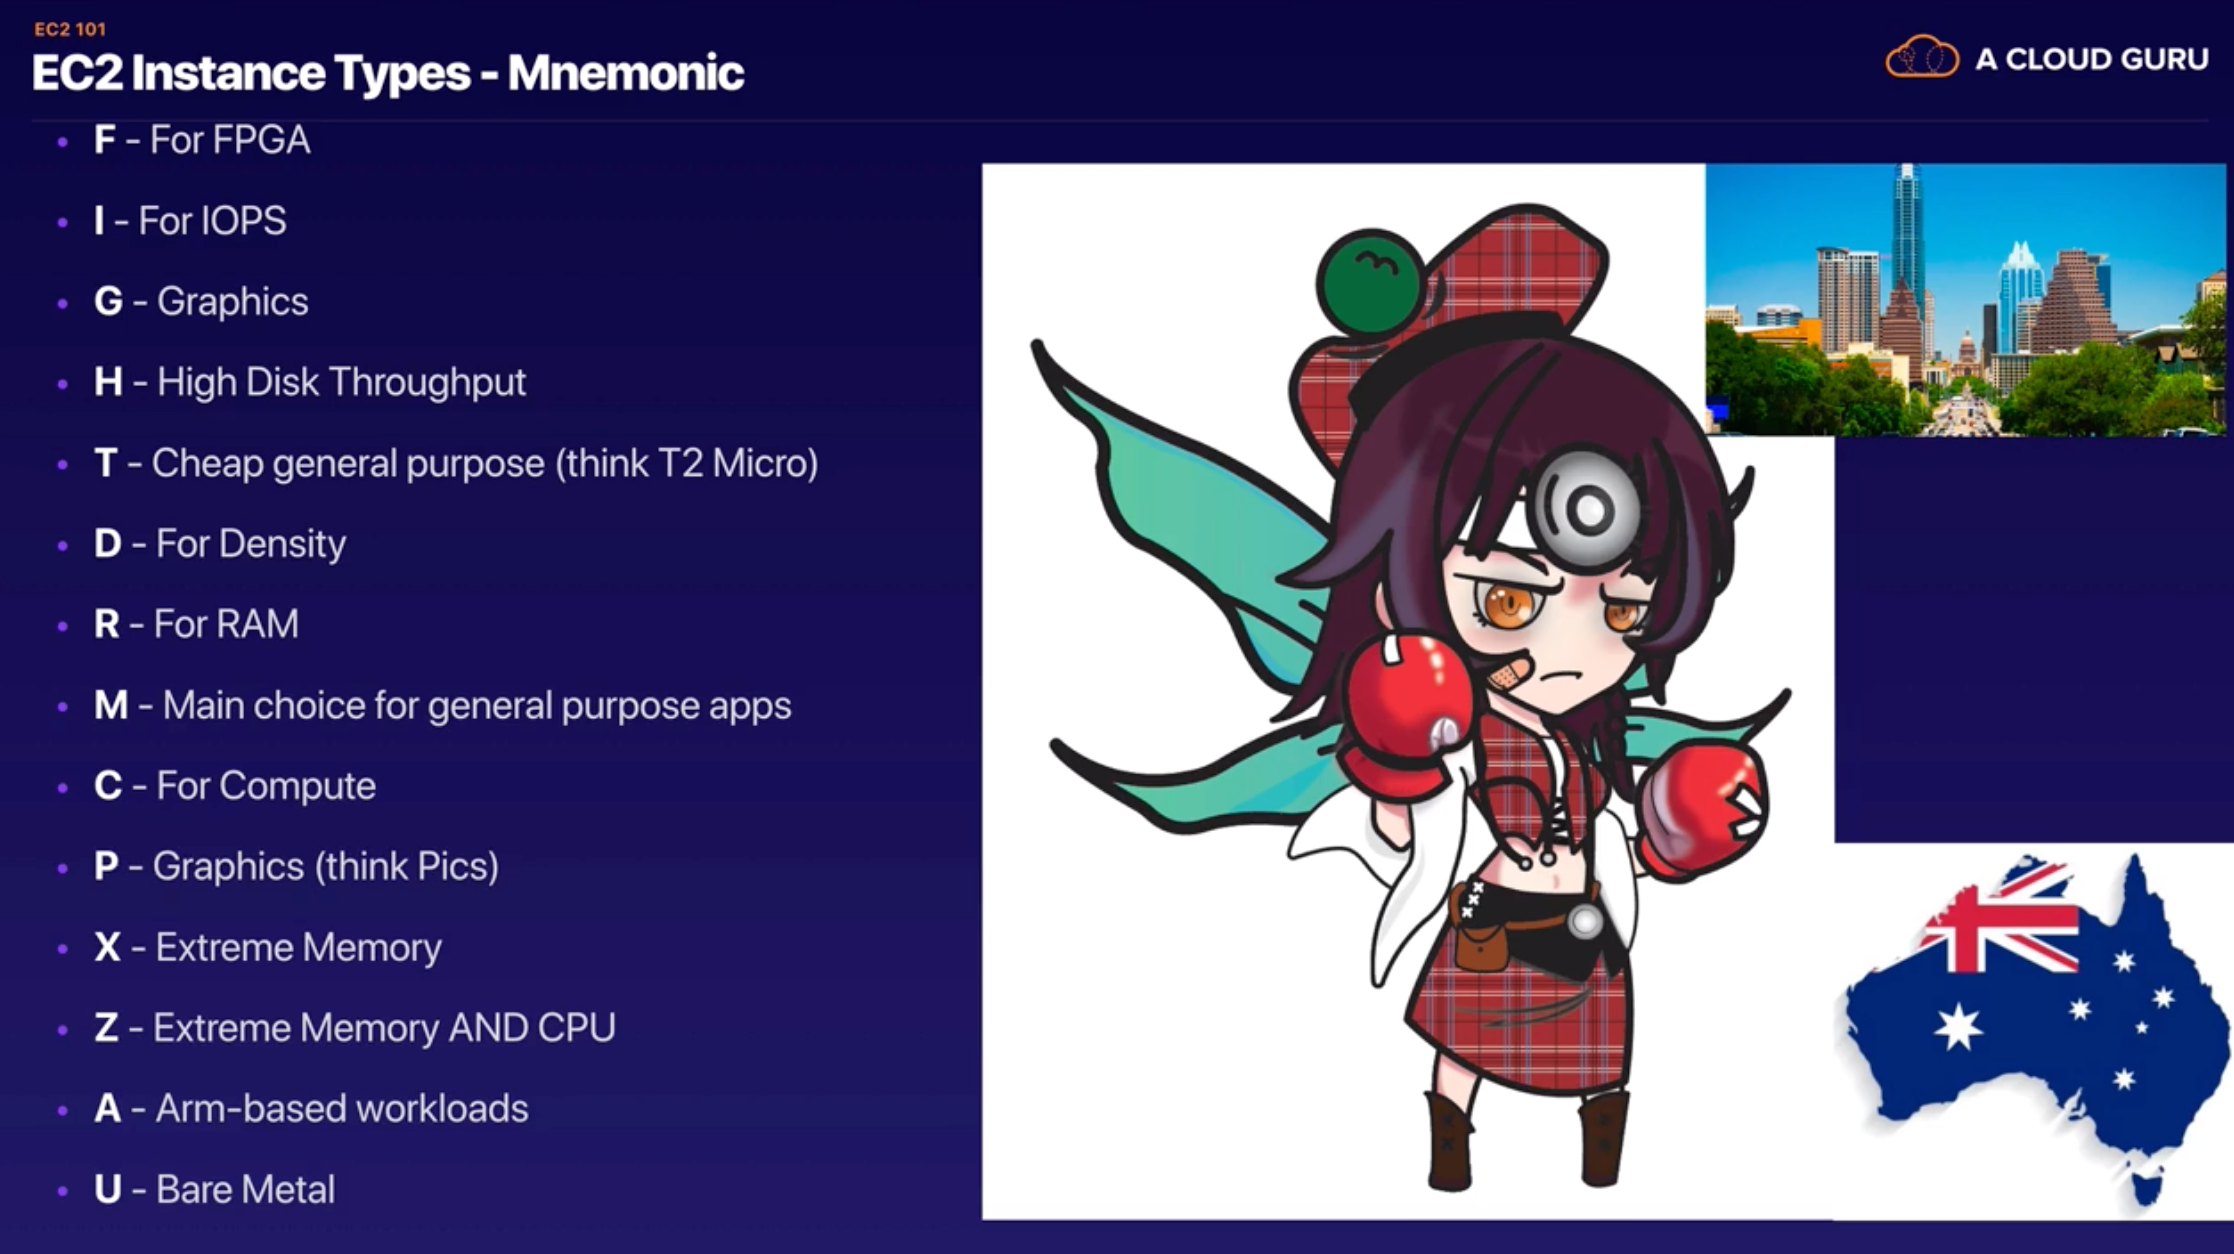 EC2 101
EC2 Instance Types - Mnemonic
A CLOUD GURU
• F - For FPGA
• I - For IOPS
• G - Graphics
• H - High Disk Throughput
• T - Cheap general purpose (think T2 Micro)
• D - For Density
• R - For RAM
• M - Main choice for general purpose apps
• C - For Compute
• P - Graphics (think Pics)
• X - Extreme Memory
• Z - Extreme Memory AND CPU
• A - Arm-based workloads
• U - Bare Metal